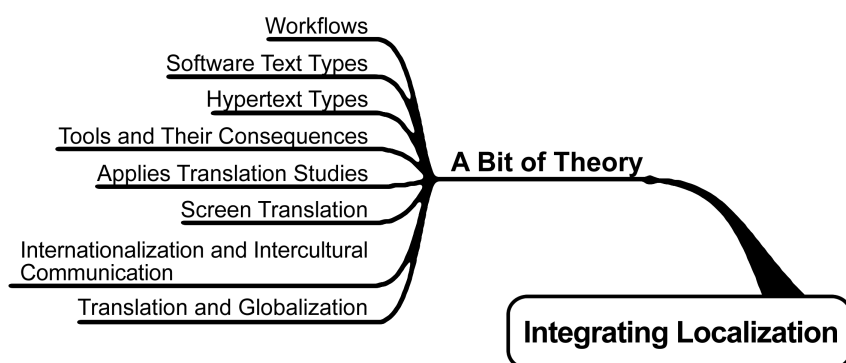 Workflows
Software Text Types
Hypertext Types
Tools and Their Consequences
Applies Translation Studies
Screen Translation
Internationalization and Intercultural
Communication
Translation and Globalization
A Bit of Theory
Integrating Localization